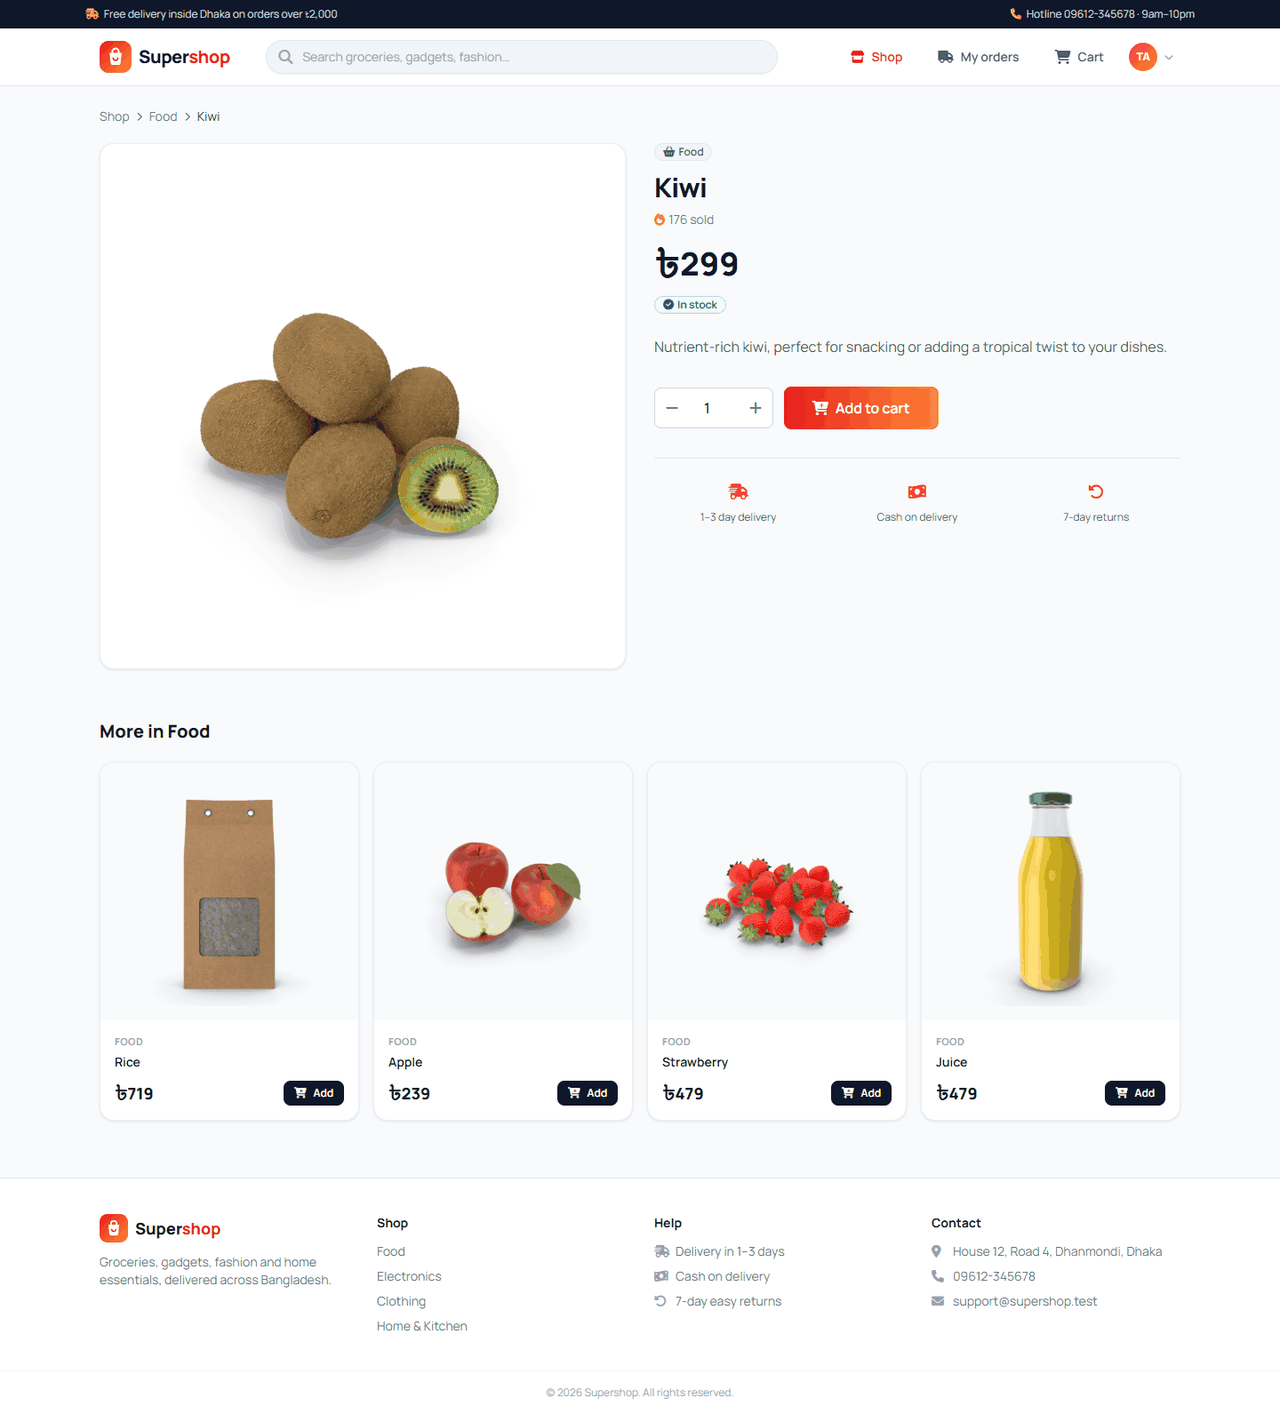 Free delivery inside Dhaka on orders over ৳2,000
Hotline 09612-345678 · 9am–10pm
Supershop
Search groceries, gadgets, fashion...
Shop
My orders
Cart
TA
Shop > Food > Kiwi
Food
Kiwi
176 sold
৳299
In stock
Nutrient-rich kiwi, perfect for snacking or adding a tropical twist to your dishes.
1
Add to cart
1–3 day delivery
Cash on delivery
7-day returns
More in Food
FOOD
Rice
৳719
Add
FOOD
Apple
৳239
Add
FOOD
Strawberry
৳479
Add
FOOD
Juice
৳479
Add
Supershop
Groceries, gadgets, fashion and home
essentials, delivered across Bangladesh.
Shop
Food
Electronics
Clothing
Home & Kitchen
Help
Delivery in 1–3 days
Cash on delivery
7-day easy returns
Contact
House 12, Road 4, Dhanmondi, Dhaka
09612-345678
support@supershop.test
© 2026 Supershop. All rights reserved.